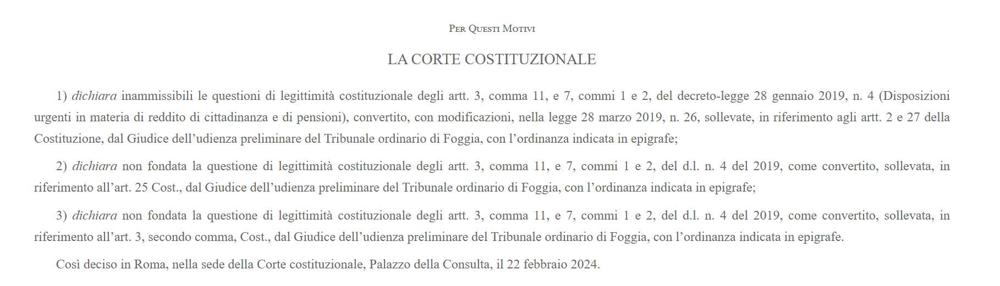 Per Questi Motivi
LA CORTE COSTITUZIONALE
1) dichiara inammissibili le questioni di legittimità costituzionale degli artt. 3, comma 11, e 7, commi 1 e 2, del decreto-legge 28 gennaio 2019, n. 4 (Disposizioni
urgenti in materia di reddito di cittadinanza e di pensioni), convertito, con modificazioni, nella legge 28 marzo 2019, n. 26, sollevate, in riferimento agli artt. 2 e 27 della
Costituzione, dal Giudice dell’udienza preliminare del Tribunale ordinario di Foggia, con l’ordinanza indicata in epigrafe;
2) dichiara non fondata la questione di legittimità costituzionale degli artt. 3, comma 11, e 7, commi 1 e 2, del d.l. n. 4 del 2019, come convertito, sollevata, in
riferimento all’art. 25 Cost., dal Giudice dell’udienza preliminare del Tribunale ordinario di Foggia, con l’ordinanza indicata in epigrafe;
3) dichiara non fondata la questione di legittimità costituzionale degli artt. 3, comma 11, e 7, commi 1 e 2, del d.l. n. 4 del 2019, come convertito, sollevata, in
riferimento all’art. 3, secondo comma, Cost., dal Giudice dell’udienza preliminare del Tribunale ordinario di Foggia, con l’ordinanza indicata in epigrafe.
Così deciso in Roma, nella sede della Corte costituzionale, Palazzo della Consulta, il 22 febbraio 2024.